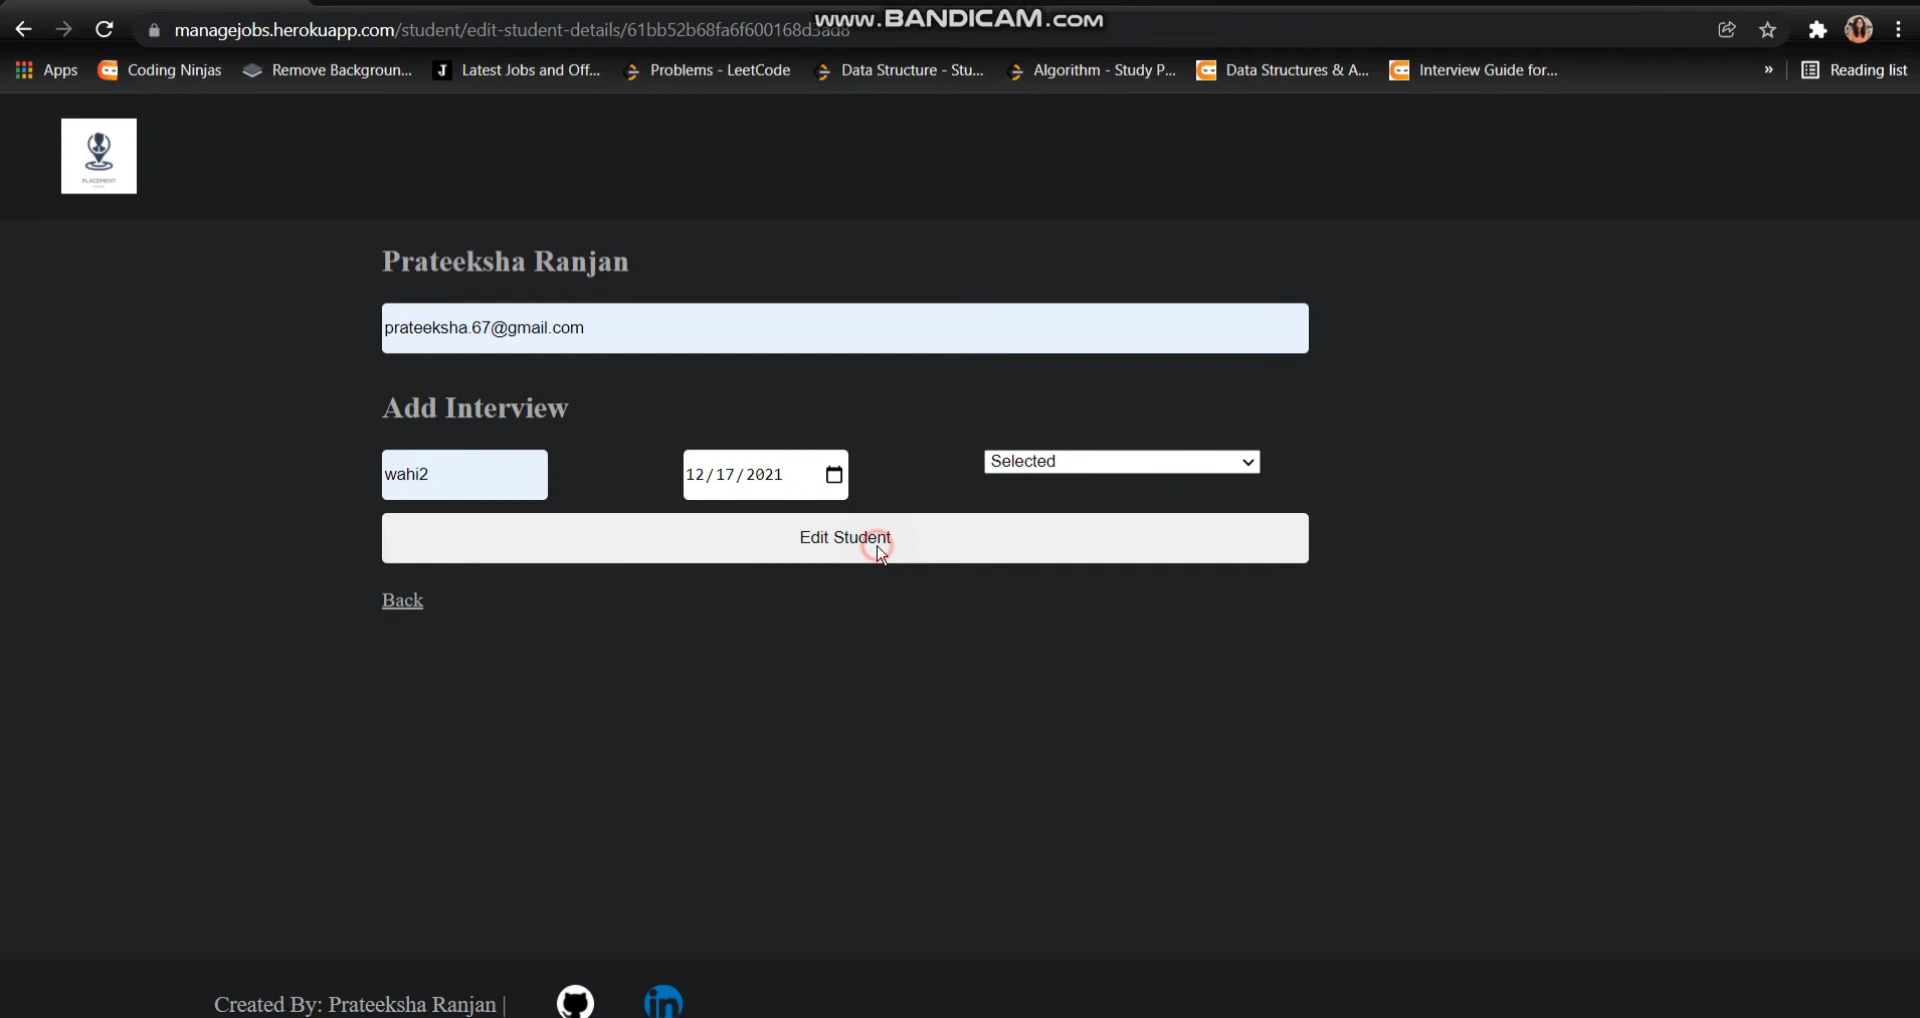 www.BANDICAM.com
managejobs.herokuapp.com/student/edit-student-details/61bb52b68fa6f600168d3ad8
Apps Coding Ninjas Remove Backgroun... Latest Jobs and Off... Problems - LeetCode Data Structure - Stu... Algorithm - Study P... Data Structures & A... Interview Guide for... » Reading list
PLACEMENT
Prateeksha Ranjan
prateeksha.67@gmail.com
Add Interview
wahi2 12/17/2021 Selected
Edit Student
Back
Created By: Prateeksha Ranjan |